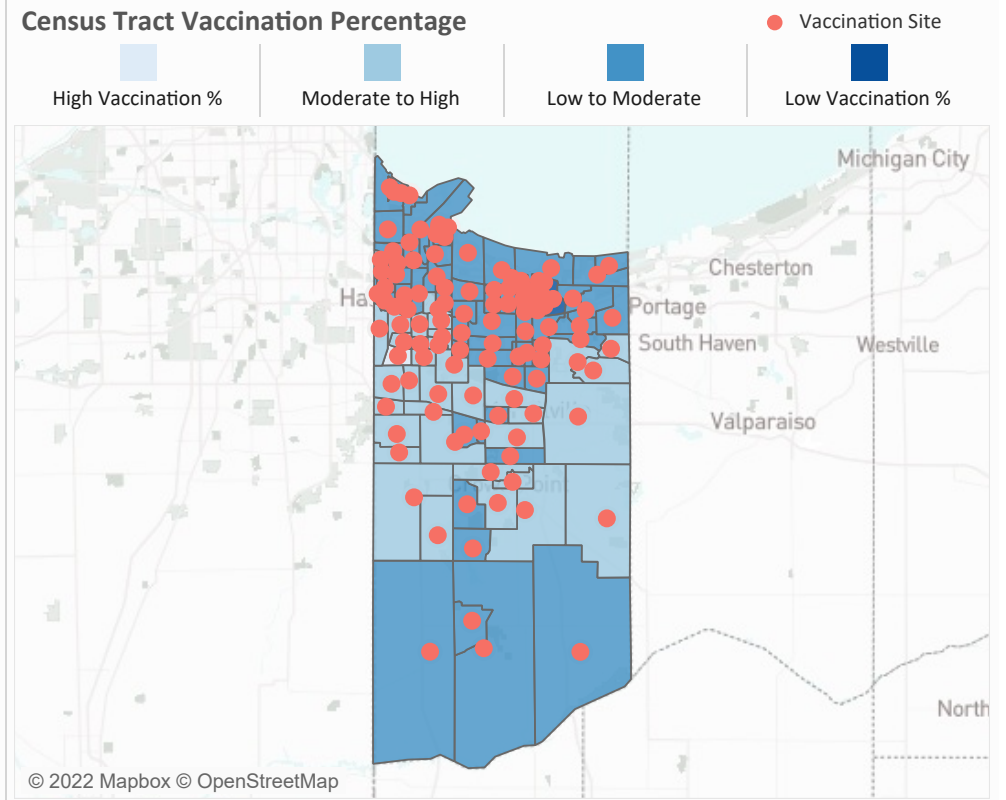 Census Tract Vaccination Percentage
Vaccination Site
High Vaccination %
Moderate to High
Low to Moderate
Low Vaccination %
Michigan City
Chesterton
Portage
South Haven
Westville
Valparaiso
Point
North
© 2022 Mapbox © OpenStreetMap